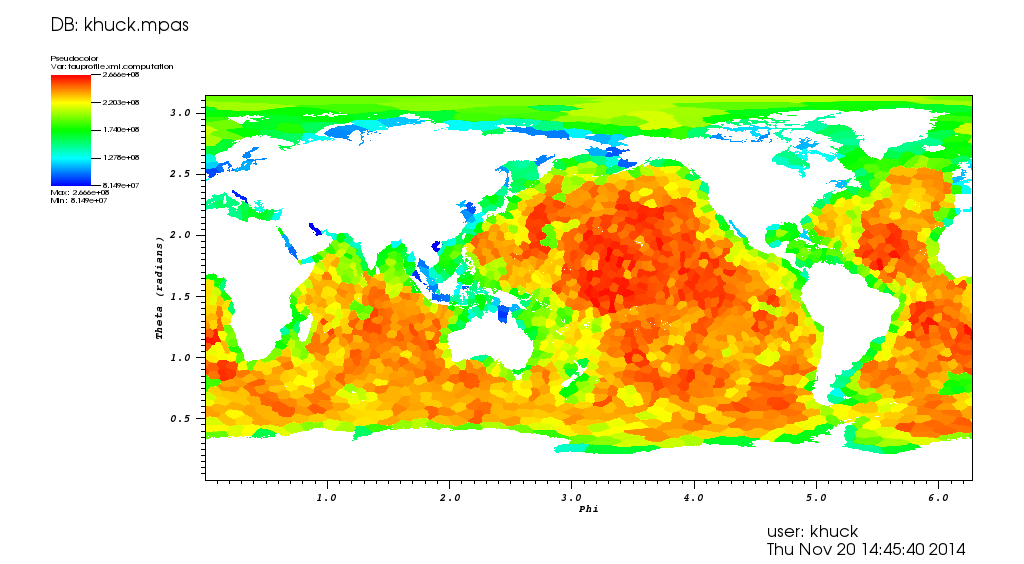 DB: khuck.mpas
Pseudocolor
Var: tauprofile.xml.computation
2.666e+08
2.203e+08
1.740e+08
1.278e+08
8.149e+07
Max: 2.666e+08
Min: 8.149e+07
3.0
2.5
2.0
1.5
1.0
0.5
Theta (radians)
1.0 2.0 3.0 4.0 5.0 6.0
Phi
user: khuck
Thu Nov 20 14:45:40 2014